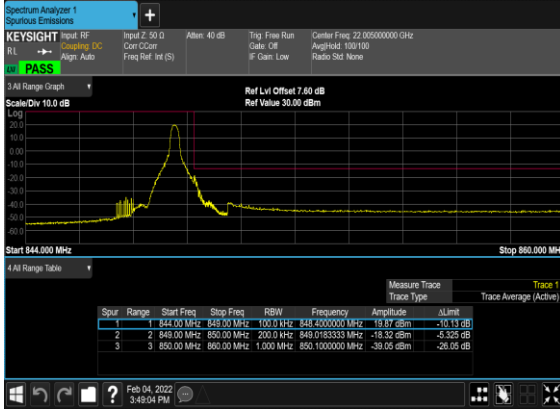 Spectrum Analyzer 1
Spurious Emissions
KEYSIGHT
Input: RF
Coupling: DC
Align: Auto
Input Z: 50 Ω
Corr CCorr
Freq Ref: Int (S)
Atten: 40 dB
Trig: Free Run
Gate: Off
IF Gain: Low
Center Freq: 22.005000000 GHz
Avg|Hold: 100/100
Radio Std: None
RL
PASS
3 All Range Graph
Scale/Div 10.0 dB
Ref Lvl Offset 7.60 dB
Ref Value 30.00 dBm
Log
20.0
10.0
0.00
-10.0
-20.0
-30.0
-40.0
-50.0
-60.0
Start 844.000 MHz
Stop 860.000 MH
4 All Range Table
Measure Trace Trace 1
Trace Type Trace Average (Active)
Spur Range Start Freq Stop Freq RBW Frequency Amplitude ΔLimit
1 1 844.00 MHz 849.00 MHz 100.0 kHz 848.4000000 MHz 19.87 dBm -10.13 dB
2 2 849.00 MHz 850.00 MHz 200.0 kHz 849.0183333 MHz -18.32 dBm -5.325 dB
3 3 850.00 MHz 860.00 MHz 1.000 MHz 850.1000000 MHz -39.05 dBm -26.05 dB
Feb 04, 2022
3:49:04 PM